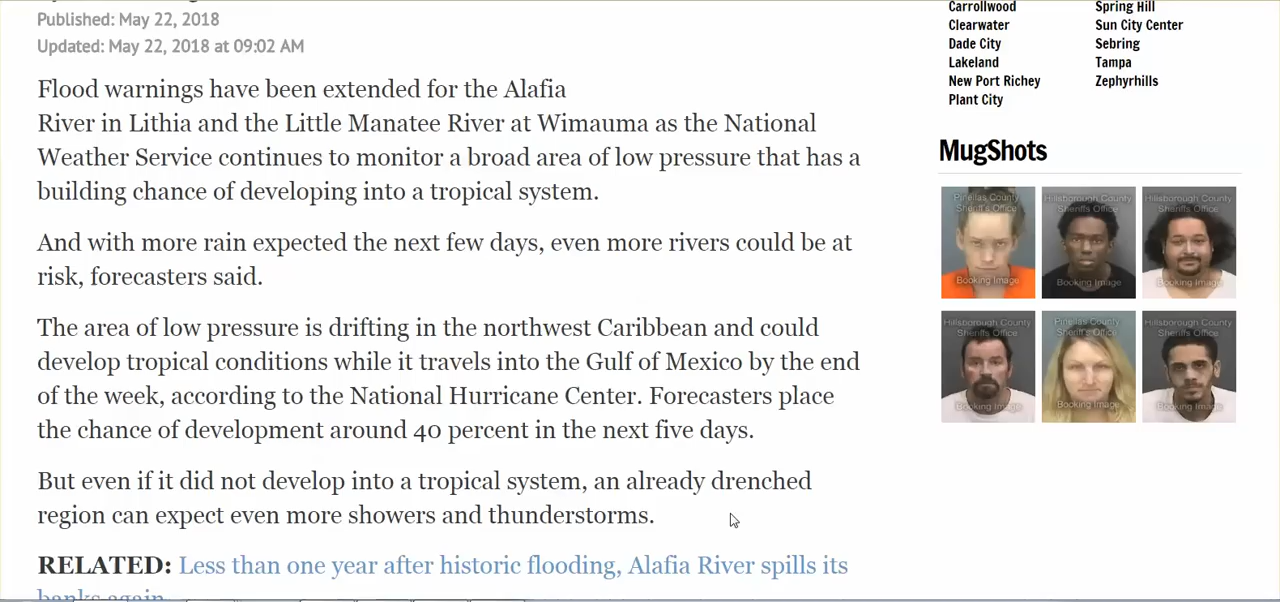 Published: May 22, 2018
Updated: May 22, 2018 at 09:02 AM
Flood warnings have been extended for the Alafia
River in Lithia and the Little Manatee River at Wimauma as the National
Weather Service continues to monitor a broad area of low pressure that has a
building chance of developing into a tropical system.
And with more rain expected the next few days, even more rivers could be at
risk, forecasters said.
The area of low pressure is drifting in the northwest Caribbean and could
develop tropical conditions while it travels into the Gulf of Mexico by the end
of the week, according to the National Hurricane Center. Forecasters place
the chance of development around 40 percent in the next five days.
But even if it did not develop into a tropical system, an already drenched
region can expect even more showers and thunderstorms.
RELATED: Less than one year after historic flooding, Alafia River spills its
banks again
Carrollwood
Clearwater
Dade City
Lakeland
New Port Richey
Plant City
Spring Hill
Sun City Center
Sebring
Tampa
Zephyrhills
MugShots
Pinellas County
Sheriff's Office
Booking Image
Hillsborough County
Sheriffs Office
Booking Image
Hillsborough County
Sheriffs Office
Booking Image
Hillsborough County
Sheriffs Office
Booking Image
Pinellas County
Sheriff's Office
Booking Image
Hillsborough County
Sheriffs Office
Booking Image